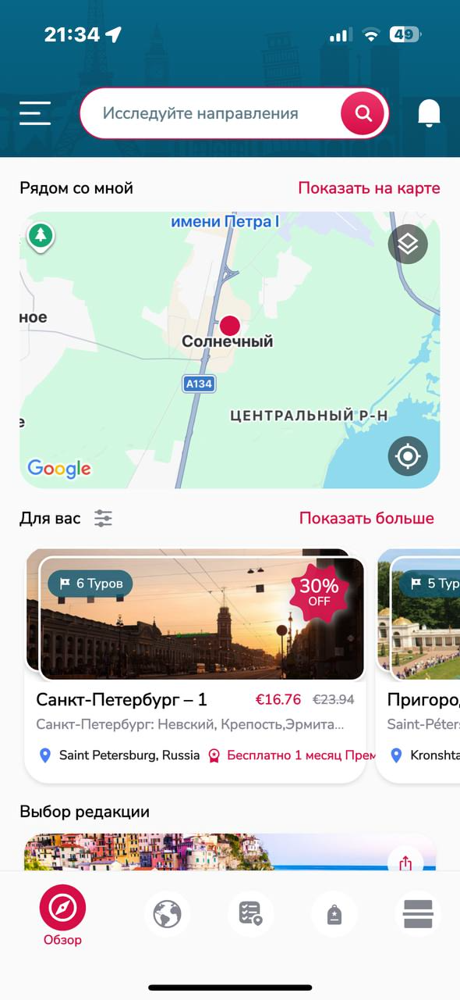 21:34
49
Исследуйте направления
Рядом со мной
Показать на карте
имени Петра I
ное
Солнечный
A134
ЦЕНТРАЛЬНЫЙ Р-Н
е
Google
Для вас
Показать больше
6 Туров
30%
OFF
5 Тур
Санкт-Петербург – 1
€16.76
€23.94
Приго
Санкт-Петербург: Невский, Крепость,Эрмита...
Saint-Péter
Saint Petersburg, Russia
Бесплатно 1 месяц Прем
Kronshta
Выбор редакции
Обзор